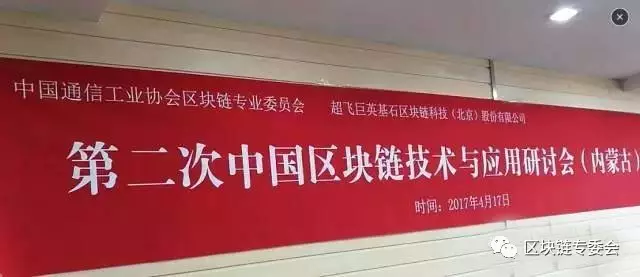 中国通信工业协会区块链专业委员会 超飞巨英基石区块链科技（北京）股份有限公司
第二次中国区块链技术与应用研讨会（内蒙古）
时间：2017年4月17日
区块链专委会